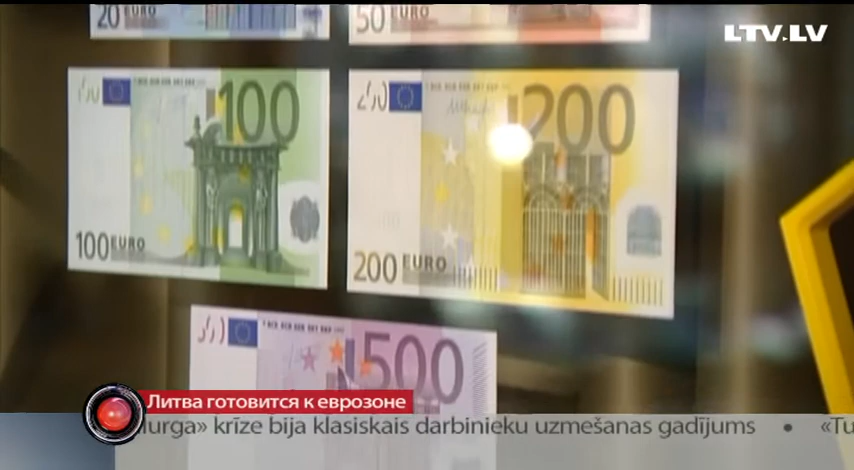 20 EURO
50 EURO
LTV.LV
100
200
100 EURO
200 EURO
500
Литва готовится к еврозоне
krīze bija klasiskais darbinieku uzmešanas gadījums • «Tu